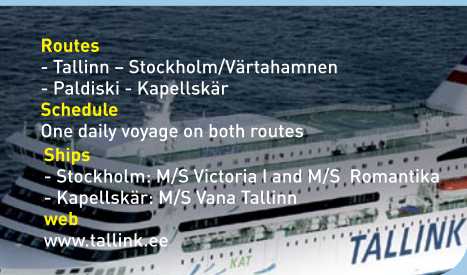 Routes
- Tallinn – Stockholm/Värtahamnen
- Paldiski - Kapellskär
Schedule
One daily voyage on both routes
Ships
- Stockholm: M/S Victoria I and M/S  Romantika
- Kapellskär: M/S Vana Tallinn
web
www.tallink.ee
KAT
TALLINK